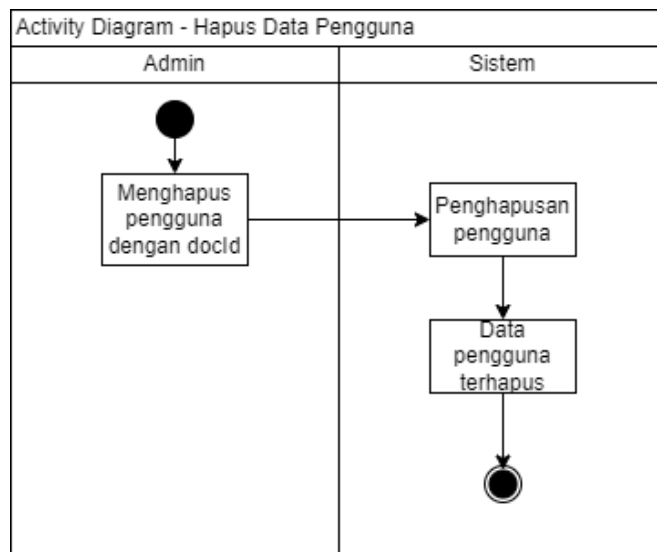 Activity Diagram - Hapus Data Pengguna
Admin
Sistem
Menghapus
pengguna
dengan docId
Penghapusan
pengguna
Data
pengguna
terhapus